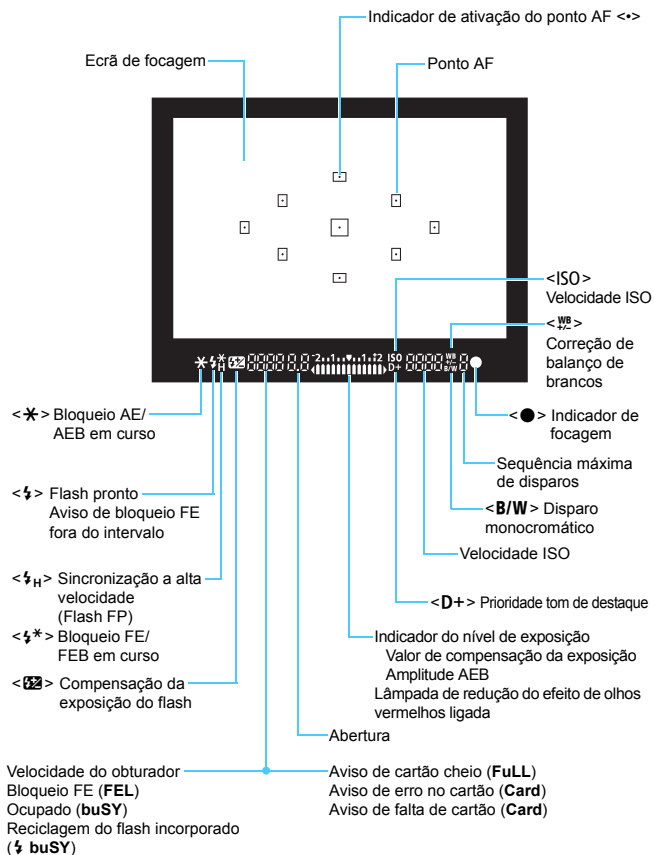 Indicador de ativação do ponto AF <•>
Ecrã de focagem
Ponto AF
<ISO>
Velocidade ISO
<WB +/->
Correção de
balanço de
brancos
-2..1..▼..1..+2 ISO
D+
WB
+/-
B/W
H
<✱> Bloqueio AE/
AEB em curso
<●> Indicador de
focagem
Sequência máxima
de disparos
<⚡> Flash pronto
Aviso de bloqueio FE
fora do intervalo
<B/W> Disparo
monocromático
Velocidade ISO
<⚡H> Sincronização a alta
velocidade
(Flash FP)
<D+> Prioridade tom de destaque
<⚡✱> Bloqueio FE/
FEB em curso
Indicador do nível de exposição
Valor de compensação da exposição
Amplitude AEB
Lâmpada de redução do efeito de olhos
vermelhos ligada
<⚡±> Compensação da
exposição do flash
Abertura
Velocidade do obturador
Bloqueio FE (FEL)
Ocupado (buSY)
Reciclagem do flash incorporado
(⚡ buSY)
Aviso de cartão cheio (FuLL)
Aviso de erro no cartão (Card)
Aviso de falta de cartão (Card)